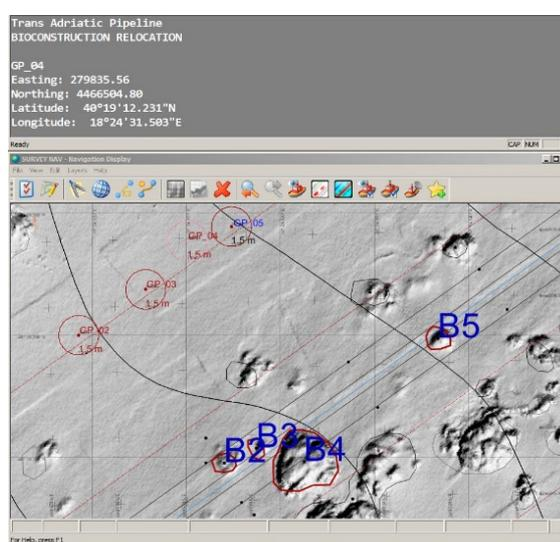 Trans Adriatic Pipeline
BIOCONSTRUCTION RELOCATION
GP_04
Easting: 279835.56
Northing: 4466504.80
Latitude:  40°19'12.231"N
Longitude:  18°24'31.503"E
Ready
CAP NUM
SURVEY NAV - Navigation Display
File View Edit Layers Help
GP_05
1,5 m
GP_04
1,5 m
GP_03
1,5 m
GP_02
1,5 m
B5
B3
B2
B4
For Help, press F1